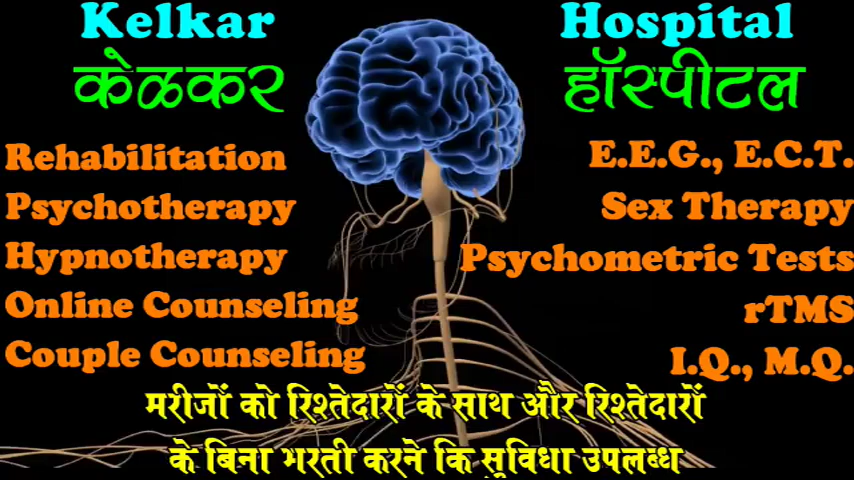 Kelkar Hospital
केळकर हॉस्पीटल
Rehabilitation
Psychotherapy
Hypnotherapy
Online Counseling
Couple Counseling
E.E.G., E.C.T.
Sex Therapy
Psychometric Tests
rTMS
I.Q., M.Q.
मरीजों को रिश्तेदारों के साथ और रिश्तेदारों
के बिना भरती करने कि सुविधा उपलब्ध